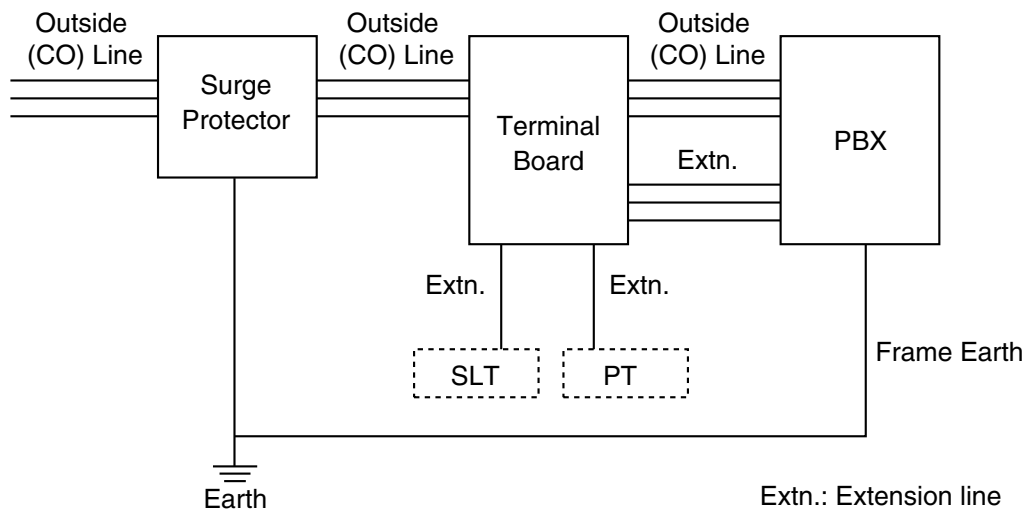 Outside
(CO) Line
Outside
(CO) Line
Outside
(CO) Line
Surge
Protector
Terminal
Board
PBX
Extn.
Extn.
Extn.
SLT
PT
Frame Earth
Earth
Extn.: Extension line